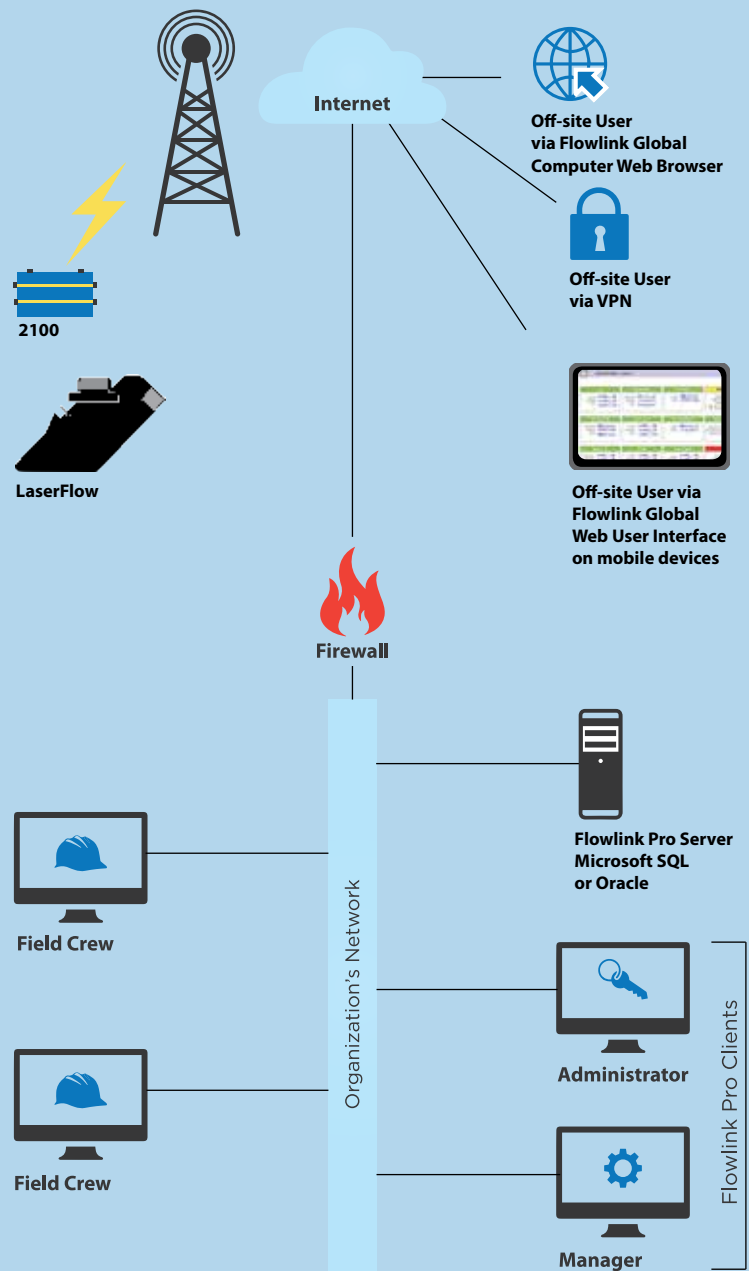 Internet
Off-site User
via Flowlink Global
Computer Web Browser
Off-site User
via VPN
2100
LaserFlow
Off-site User via
Flowlink Global
Web User Interface
on mobile devices
Firewall
Flowlink Pro Server
Microsoft SQL
or Oracle
Field Crew
Organization's Network
Administrator
Flowlink Pro Clients
Field Crew
Manager